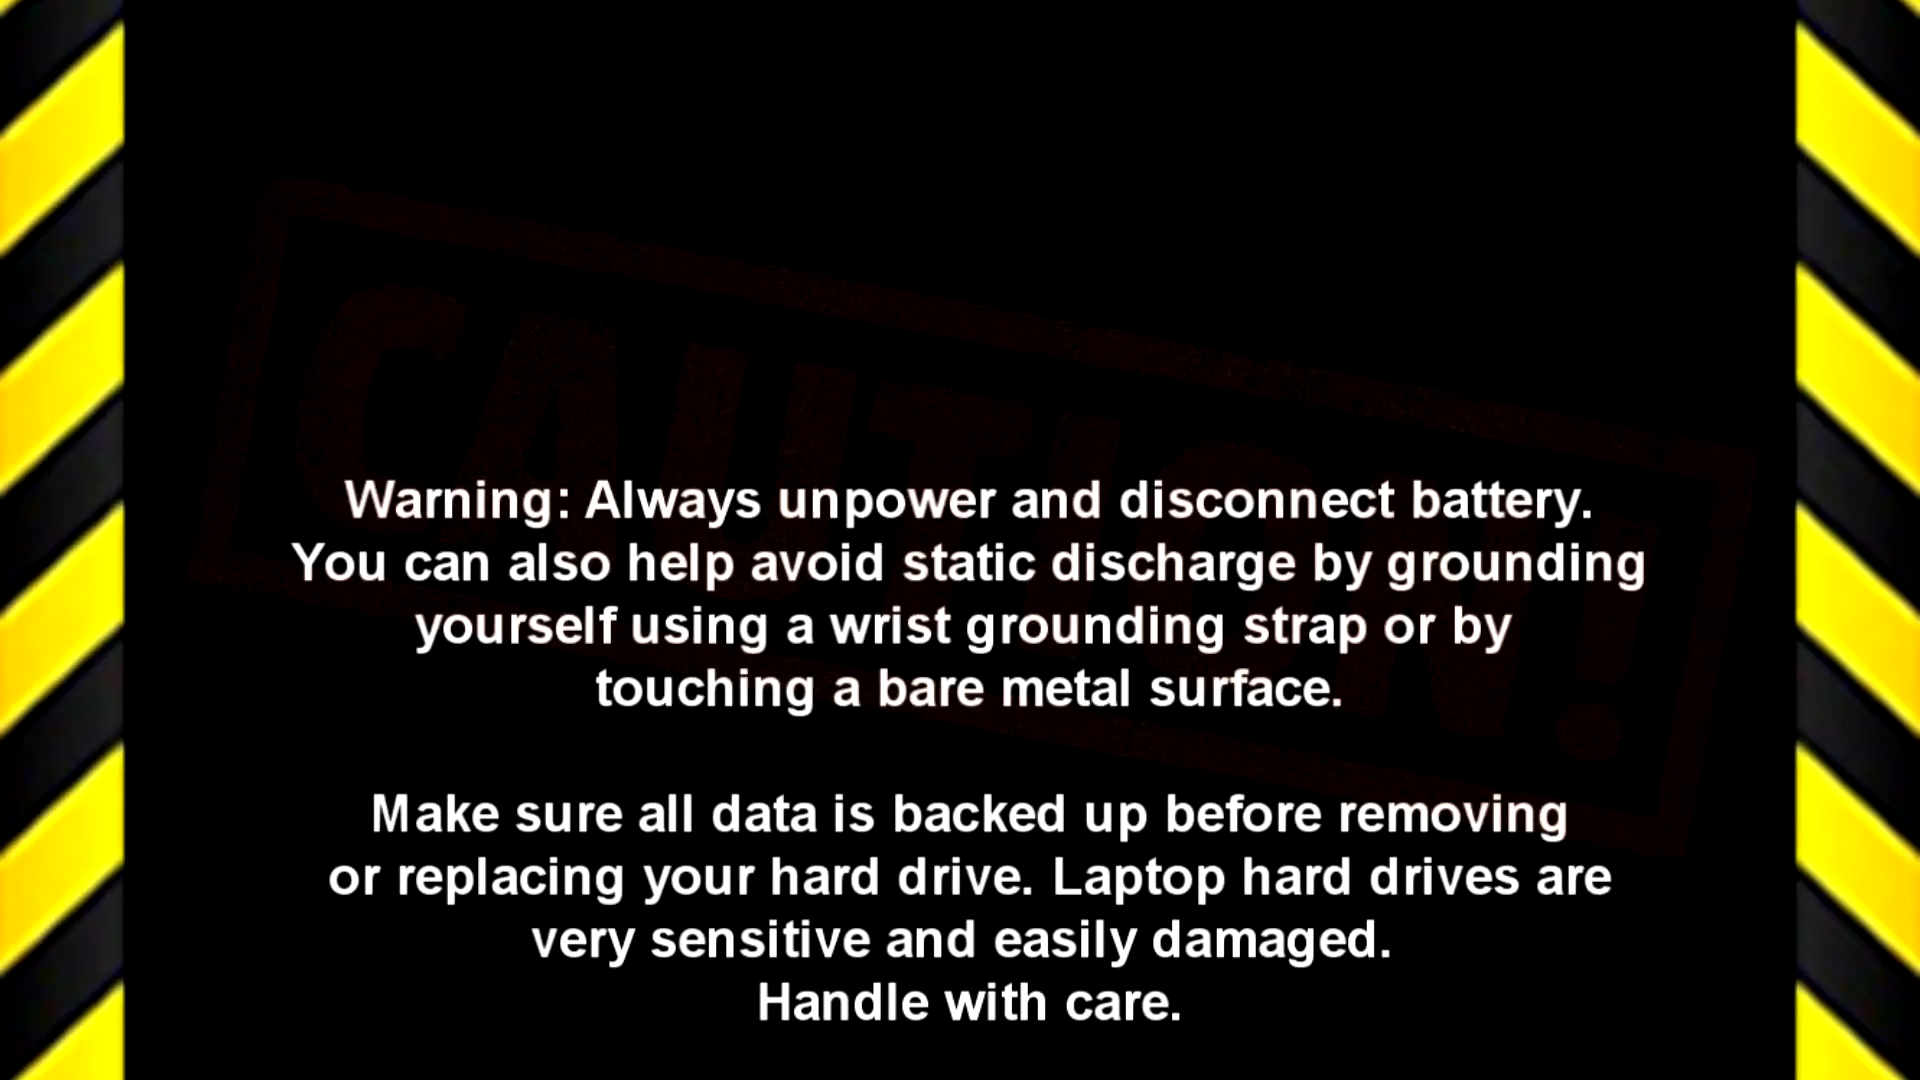 CAUTION!
Warning: Always unpower and disconnect battery.
You can also help avoid static discharge by grounding
yourself using a wrist grounding strap or by
touching a bare metal surface.
Make sure all data is backed up before removing
or replacing your hard drive. Laptop hard drives are
very sensitive and easily damaged.
Handle with care.